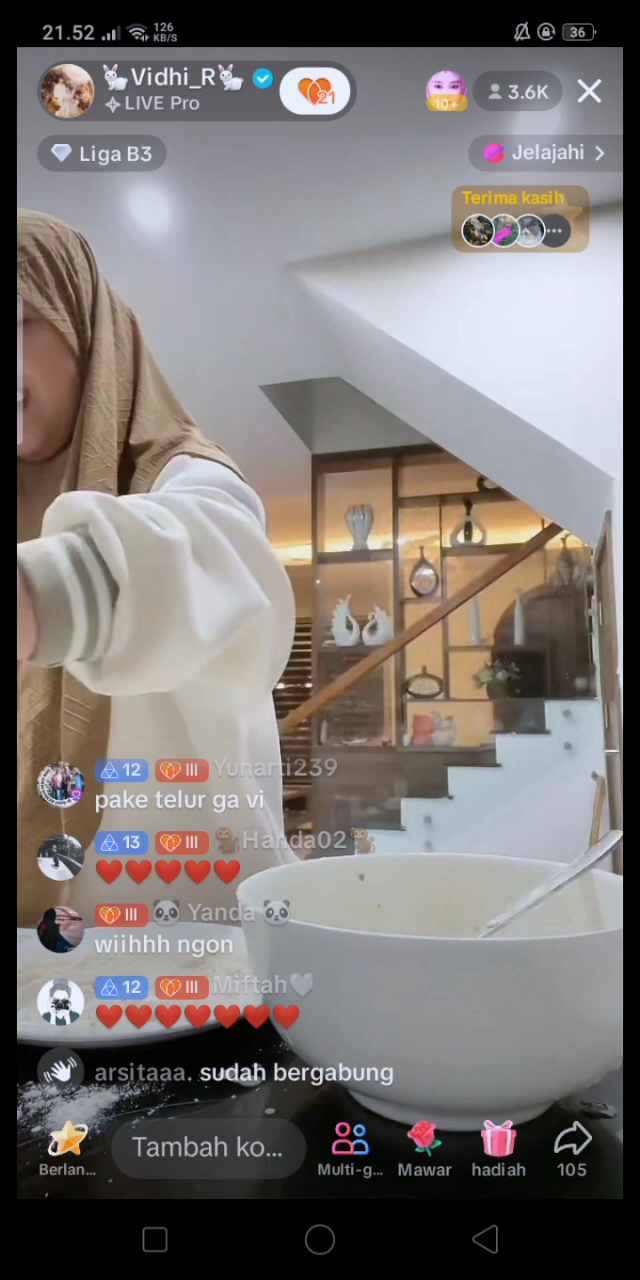 21.52
126 KB/S
36
Vidhi_R
LIVE Pro
21
10+
3.6K
Liga B3
Jelajahi
Terima kasih
12 III Yunarti239
pake telur ga vi
13 III Handa02
❤️❤️❤️❤️❤️
III Yanda
wiihhh ngon
12 III Miftah🤍
❤️❤️❤️❤️❤️❤️❤️
arsitaaa. sudah bergabung
Berlan...
Tambah ko...
Multi-g...
Mawar
hadiah
105